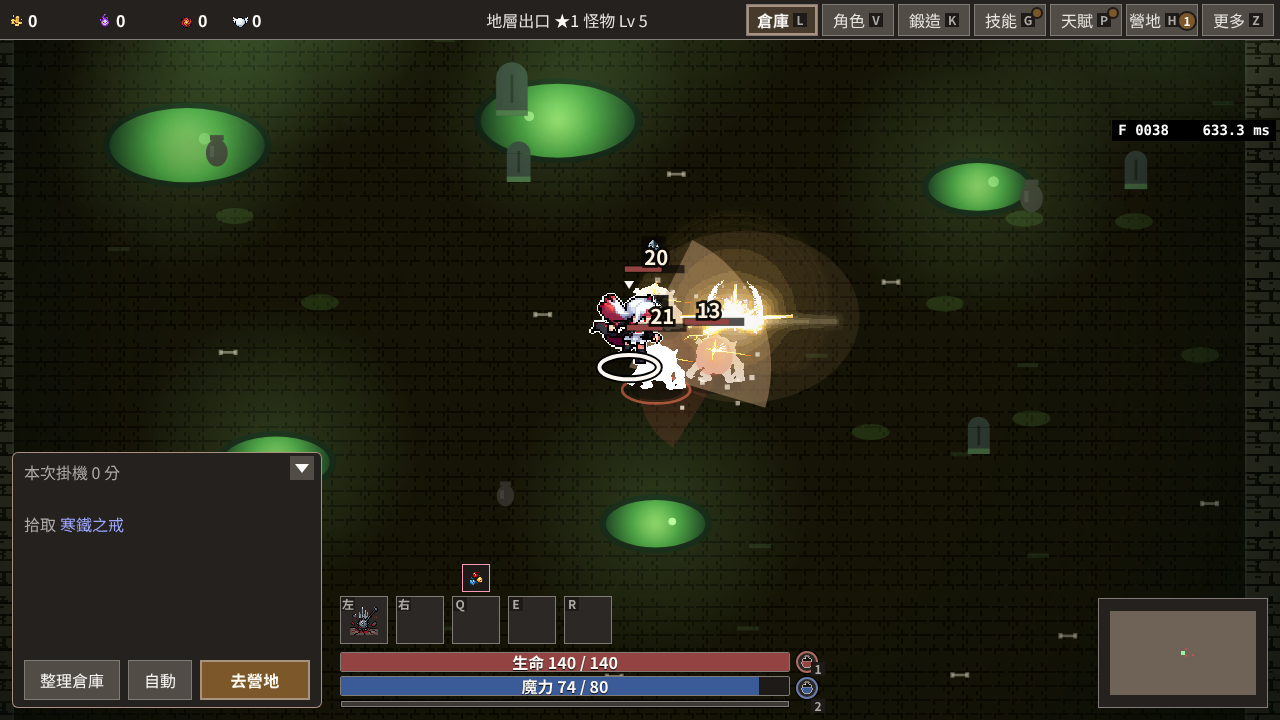 0 0 0 0
地層出口 ★1 怪物 Lv 5
倉庫 L 角色 V 鍛造 K 技能 G 天賦 P 營地 H 1 更多 Z
F 0038 633.3 ms
20
21 13
本次掛機 0 分
拾取 寒鐵之戒
整理倉庫 自動 去營地
左 右 Q E R
生命 140 / 140 1
魔力 74 / 80 2